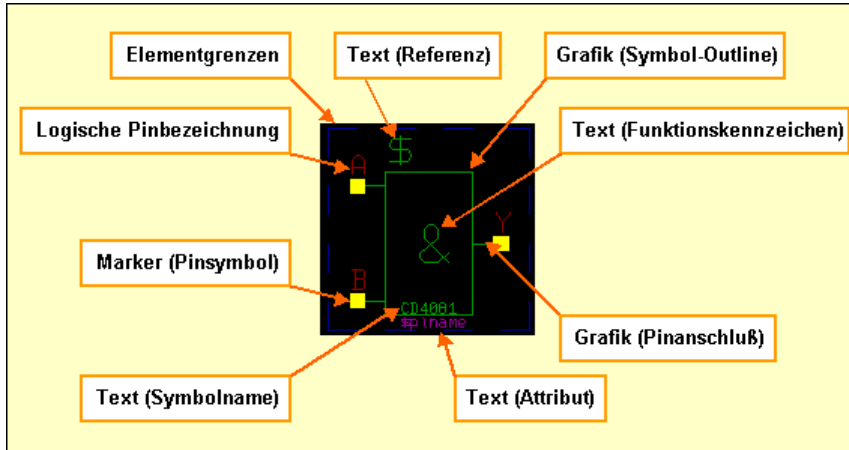 Elementgrenzen
Text (Referenz)
Grafik (Symbol-Outline)
Logische Pinbezeichnung
Text (Funktionskennzeichen)
$
A
&
Y
Marker (Pinsymbol)
B
CD4081
$plname
Grafik (Pinanschluß)
Text (Symbolname)
Text (Attribut)